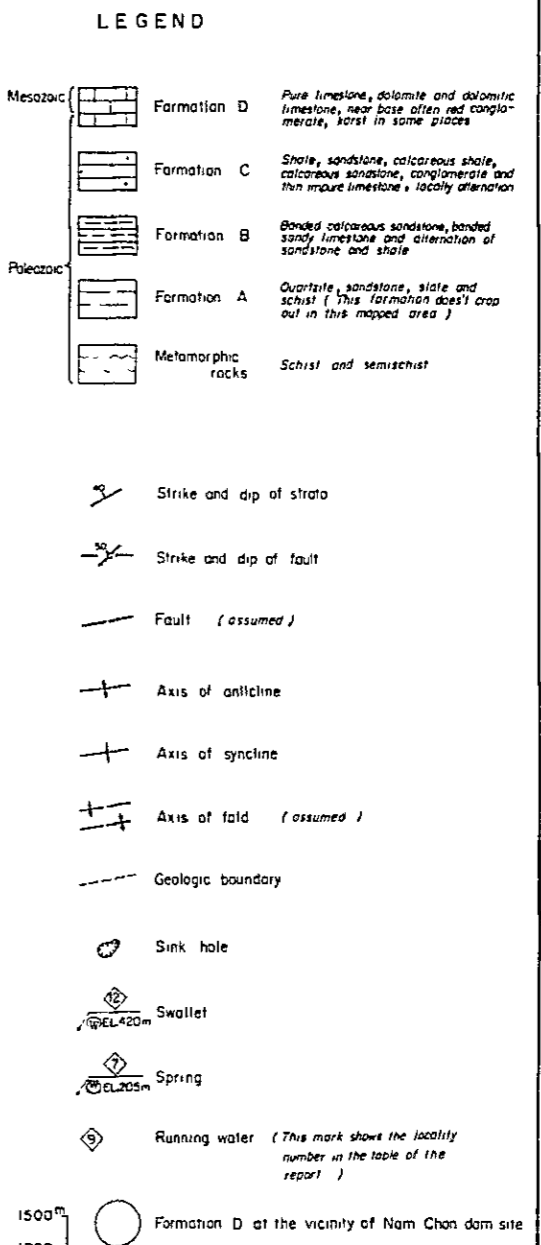 LEGEND
Mesozoic
Formation D
Pure limestone, dolomite and dolomitic
limestone, near base often red conglo-
merate, karst in some places
Formation C
Shale, sandstone, calcareous shale,
calcareous sandstone, conglomerate and
thin impure limestone, locally alternation
Formation B
Banded calcareous sandstone, banded
sandy limestone and alternation of
sandstone and shale
Paleozoic
Formation A
Quartzite, sandstone, slate and
schist ( This formation does't crop
out in this mapped area )
Metamorphic
rocks
Schist and semischist
40
Strike and dip of strata
50
Strike and dip of fault
Fault ( assumed )
Axis of anticline
Axis of syncline
Axis of fold ( assumed )
Geologic boundary
Sink hole
12
W EL.420m
Swallet
7
W EL.205m
Spring
9
Running water ( This mark shows the locality
number in the table of the
report )
1500m
Formation D at the vicinity of Nam Chon dam site